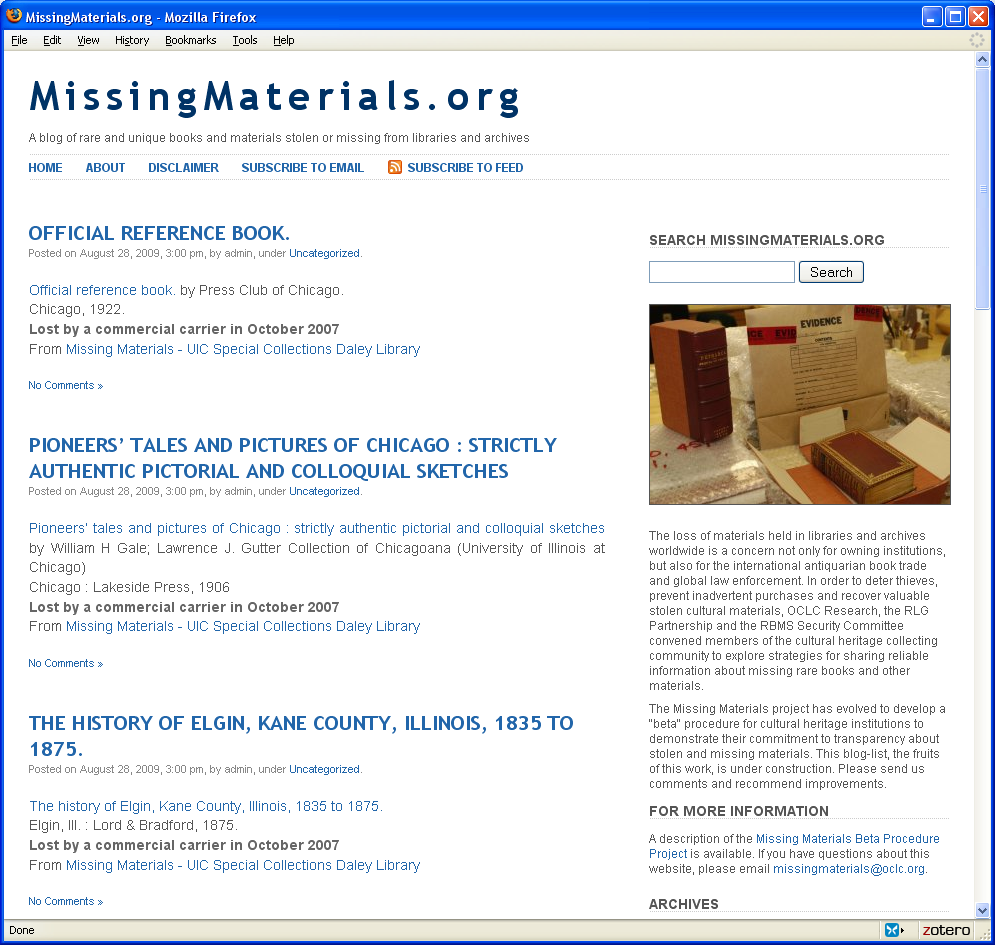 MissingMaterials.org - Mozilla Firefox
File Edit View History Bookmarks Tools Help
MissingMaterials.org
A blog of rare and unique books and materials stolen or missing from libraries and archives
HOME ABOUT DISCLAIMER SUBSCRIBE TO EMAIL SUBSCRIBE TO FEED
OFFICIAL REFERENCE BOOK.
Posted on August 28, 2009, 3:00 pm, by admin, under Uncategorized.
Official reference book. by Press Club of Chicago.
Chicago, 1922.
Lost by a commercial carrier in October 2007
From Missing Materials - UIC Special Collections Daley Library
No Comments »
PIONEERS’ TALES AND PICTURES OF CHICAGO : STRICTLY
AUTHENTIC PICTORIAL AND COLLOQUIAL SKETCHES
Posted on August 28, 2009, 3:00 pm, by admin, under Uncategorized.
Pioneers’ tales and pictures of Chicago : strictly authentic pictorial and colloquial sketches
by William H Gale; Lawrence J. Gutter Collection of Chicagoana (University of Illinois at
Chicago)
Chicago : Lakeside Press, 1906
Lost by a commercial carrier in October 2007
From Missing Materials - UIC Special Collections Daley Library
No Comments »
THE HISTORY OF ELGIN, KANE COUNTY, ILLINOIS, 1835 TO
1875.
Posted on August 28, 2009, 3:00 pm, by admin, under Uncategorized.
The history of Elgin, Kane County, Illinois, 1835 to 1875.
Elgin, Ill. : Lord & Bradford, 1875.
Lost by a commercial carrier in October 2007
From Missing Materials - UIC Special Collections Daley Library
No Comments »
SEARCH MISSINGMATERIALS.ORG
Search
EVIDENCE
The loss of materials held in libraries and archives
worldwide is a concern not only for owning institutions,
but also for the international antiquarian book trade
and global law enforcement. In order to deter thieves,
prevent inadvertent purchases and recover valuable
stolen cultural materials, OCLC Research, the RLG
Partnership and the RBMS Security Committee
convened members of the cultural heritage collecting
community to explore strategies for sharing reliable
information about missing rare books and other
materials.
The Missing Materials project has evolved to develop a
"beta" procedure for cultural heritage institutions to
demonstrate their commitment to transparency about
stolen and missing materials. This blog-list, the fruits
of this work, is under construction. Please send us
comments and recommend improvements.
FOR MORE INFORMATION
A description of the Missing Materials Beta Procedure
Project is available. If you have questions about this
website, please email missingmaterials@oclc.org.
ARCHIVES
Done
zotero